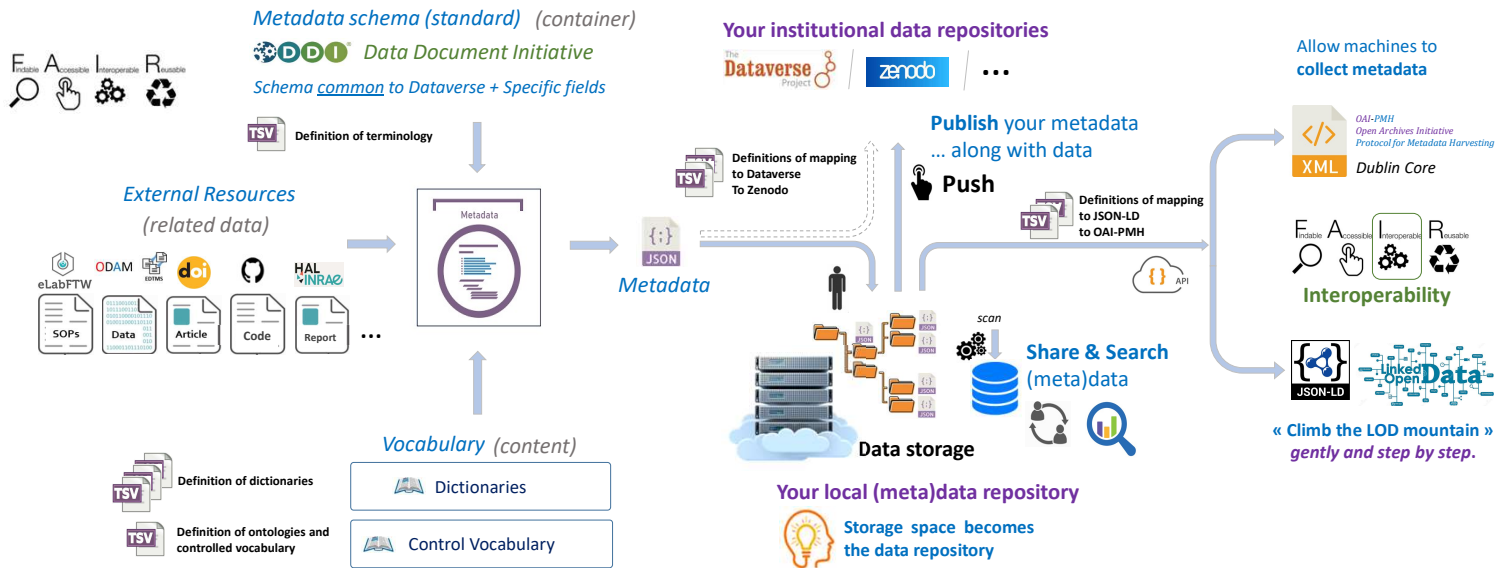 Metadata schema (standard) (container)
DDI® Data Document Initiative
Schema common to Dataverse + Specific fields
Findable Accessible Interoperable Reusable
TSV
Definition of terminology
External Resources
(related data)
eLabFTW
ODAM
EDTMS
doi
HAL
INRAE
SOPs
Data
Article
Code
Report
...
Metadata
{;}
JSON
Metadata
Vocabulary (content)
TSV
Definition of dictionaries
Dictionaries
TSV
Definition of ontologies and
controlled vocabulary
Control Vocabulary
Your institutional data repositories
The
Dataverse
Project
zenodo
...
TSV
Definitions of mapping
to Dataverse
To Zenodo
Publish your metadata
... along with data
Push
TSV
Definitions of mapping
to JSON-LD
to OAI-PMH
{ } API
{;}
JSON
{;}
JSON
{;}
JSON
{;}
JSON
scan
Share & Search
(meta)data
Data storage
Your local (meta)data repository
Storage space becomes
the data repository
Allow machines to
collect metadata
</>
XML
OAI-PMH
Open Archives Initiative
Protocol for Metadata Harvesting
Dublin Core
Findable Accessible Interoperable Reusable
Interoperability
JSON-LD
Linked
Open Data
« Climb the LOD mountain »
gently and step by step.